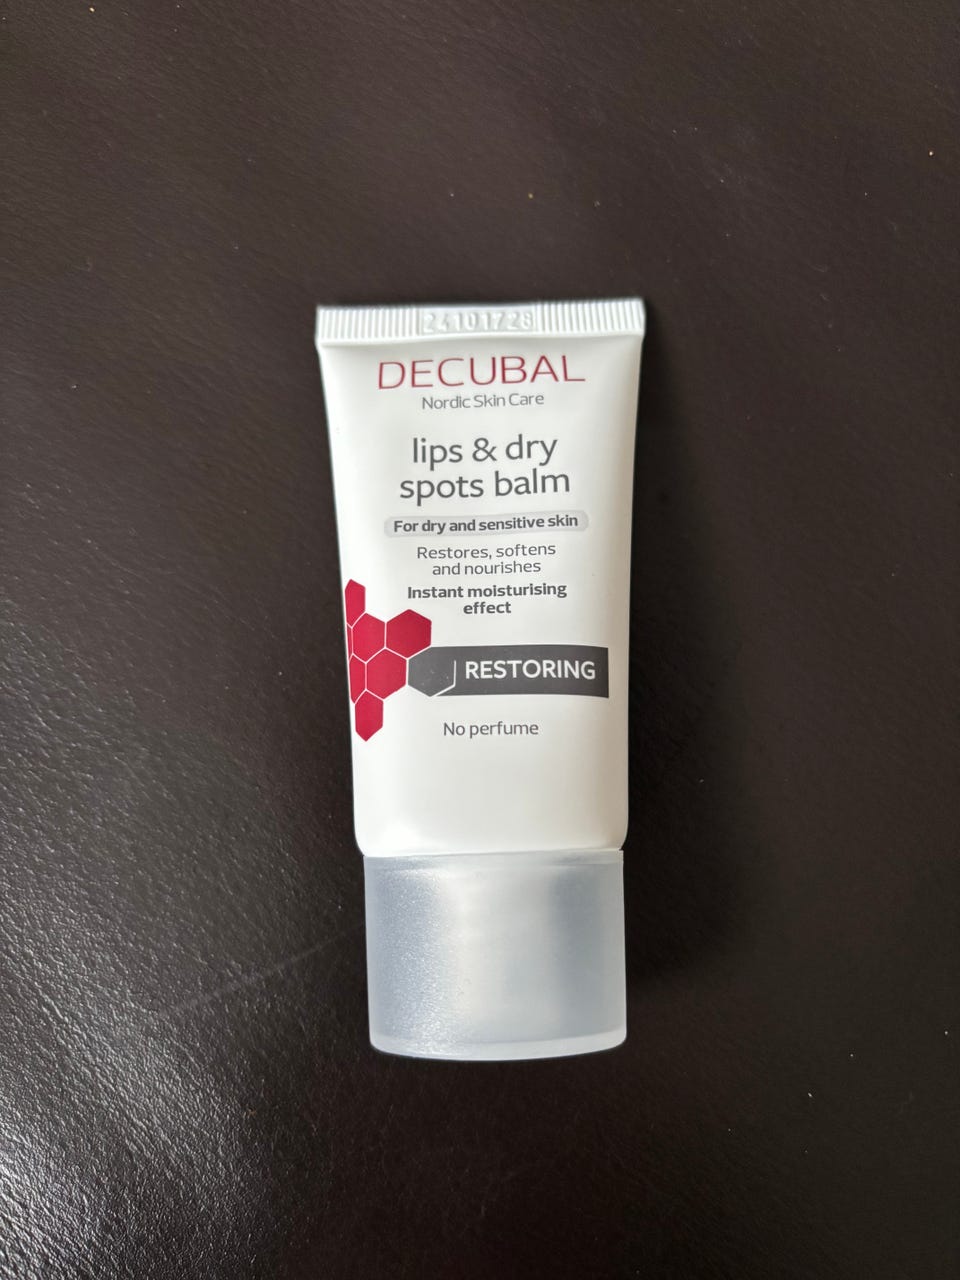 24101728
DECUBAL
Nordic Skin Care
lips & dry
spots balm
For dry and sensitive skin
Restores, softens
and nourishes
Instant moisturising
effect
RESTORING
No perfume